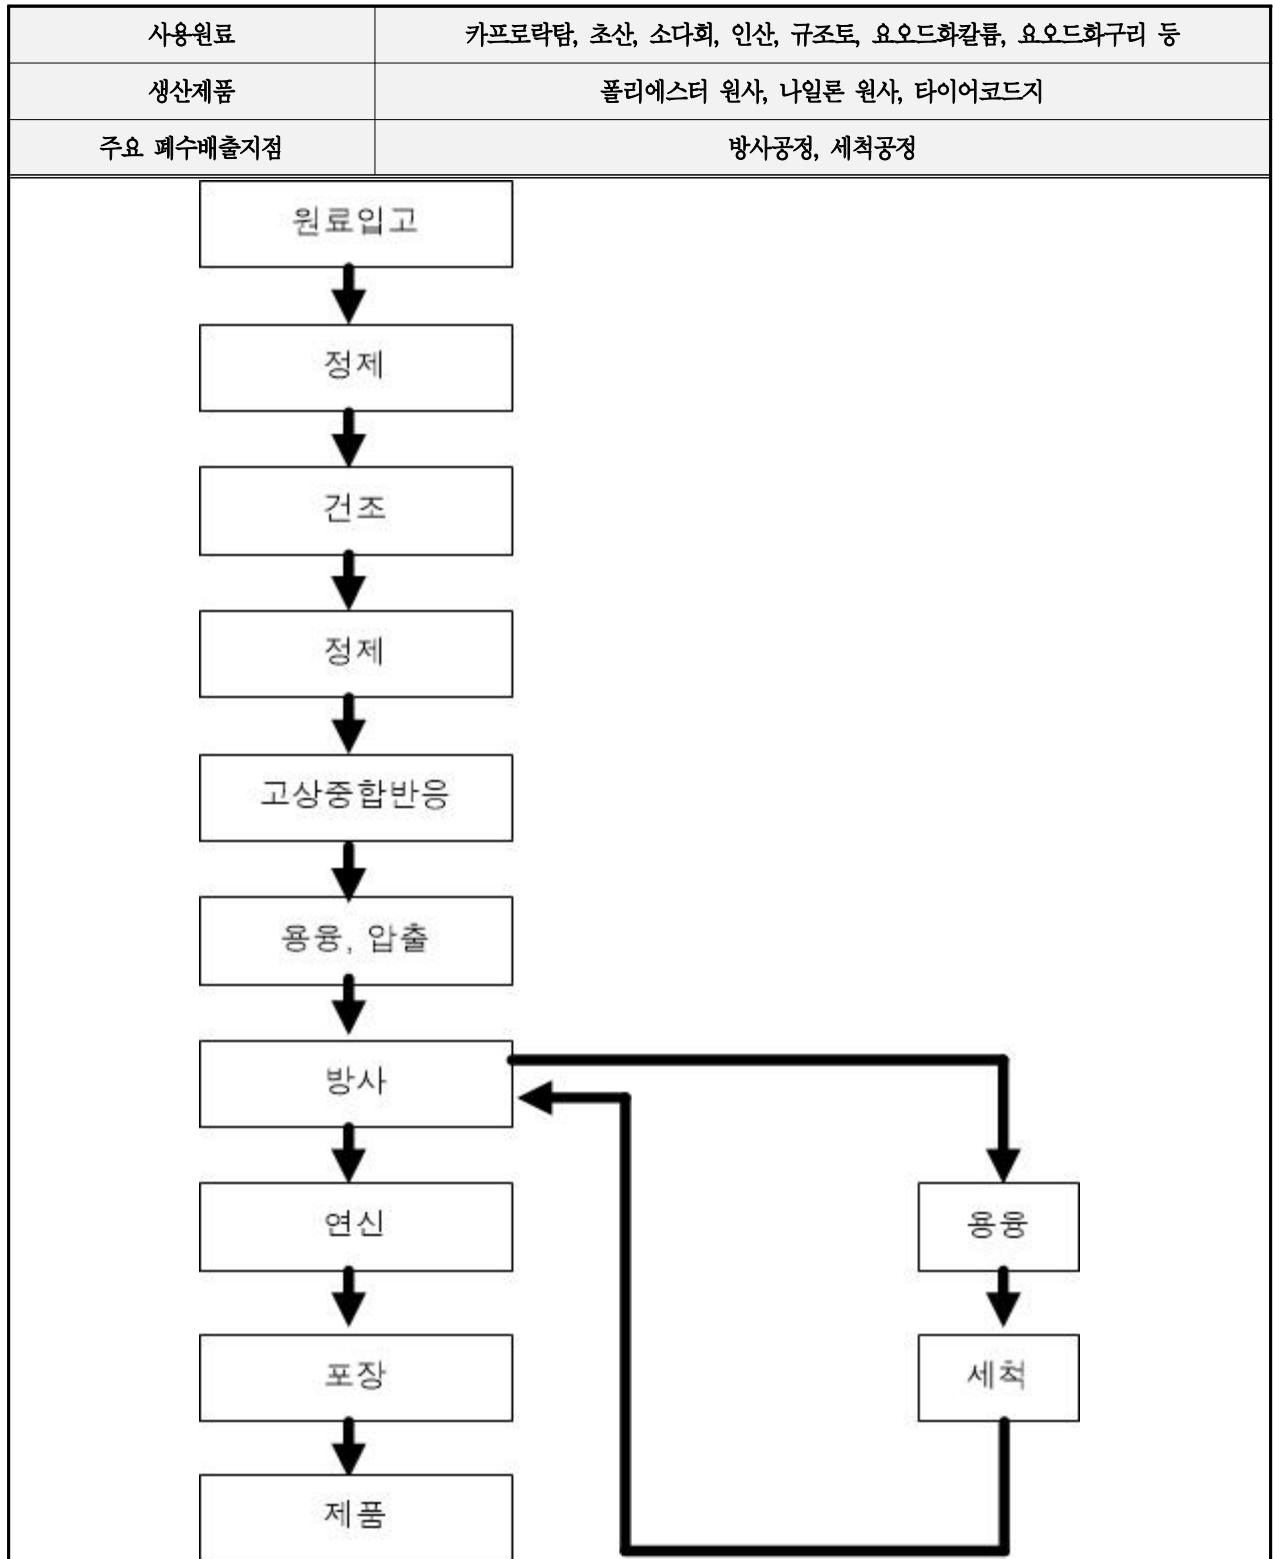 사용원료 카프로락탐, 초산, 소다회, 인산, 규조토, 요오드화칼륨, 요오드화구리 등
생산제품 폴리에스터 원사, 나일론 원사, 타이어코드지
주요 폐수배출지점 방사공정, 세척공정
원료입고
정제
건조
정제
고상중합반응
용융, 압출
방사
연신 용융
포장 세척
제품